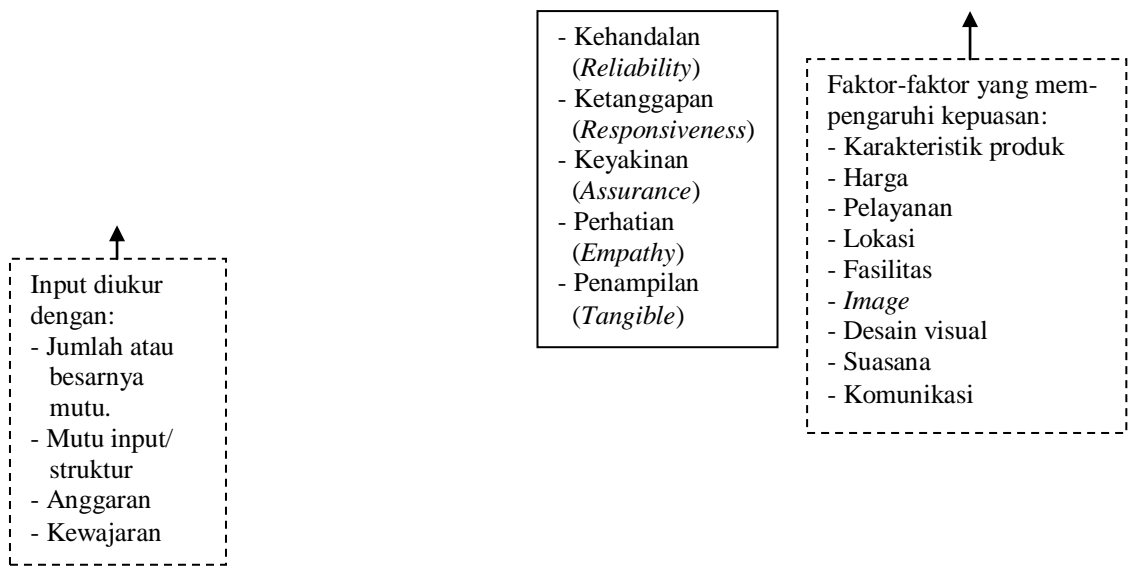 Input diukur
dengan:
- Jumlah atau
besarnya
mutu.
- Mutu input/
struktur
- Anggaran
- Kewajaran
- Kehandalan
(Reliability)
- Ketanggapan
(Responsiveness)
- Keyakinan
(Assurance)
- Perhatian
(Empathy)
- Penampilan
(Tangible)
Faktor-faktor yang mem-
pengaruhi kepuasan:
- Karakteristik produk
- Harga
- Pelayanan
- Lokasi
- Fasilitas
- Image
- Desain visual
- Suasana
- Komunikasi